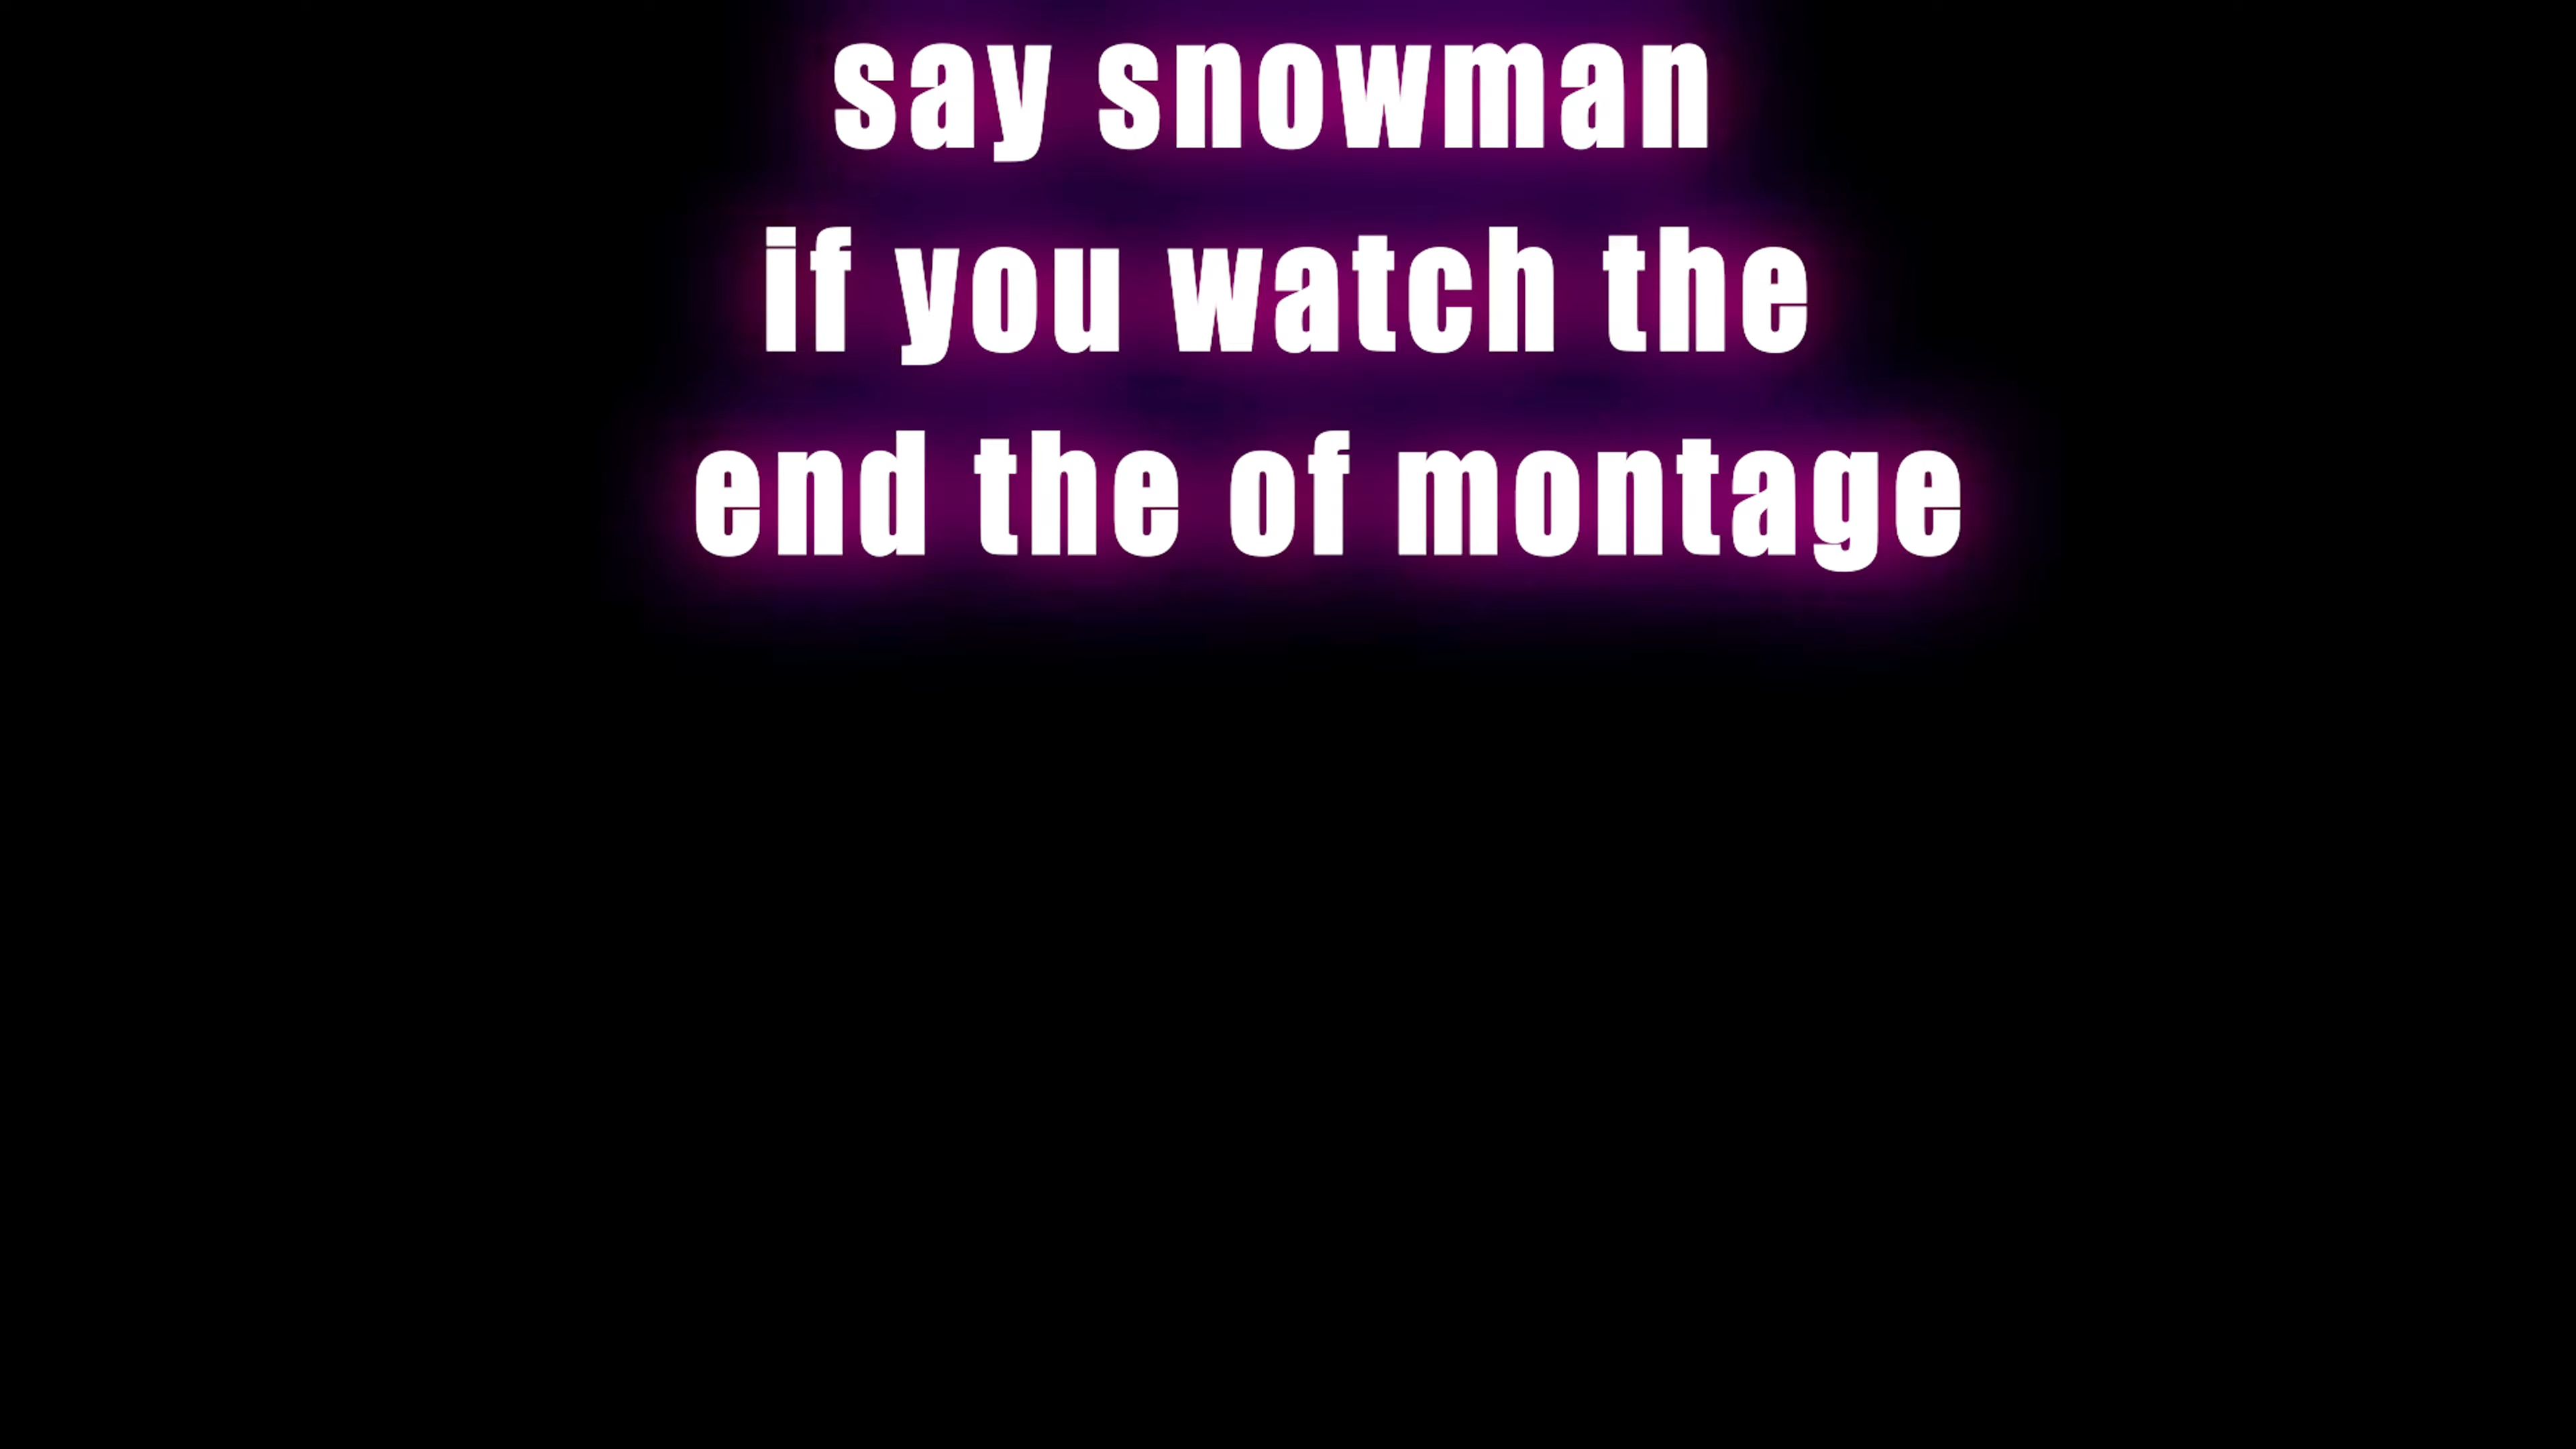 say snowman
if you watch the
end the of montage